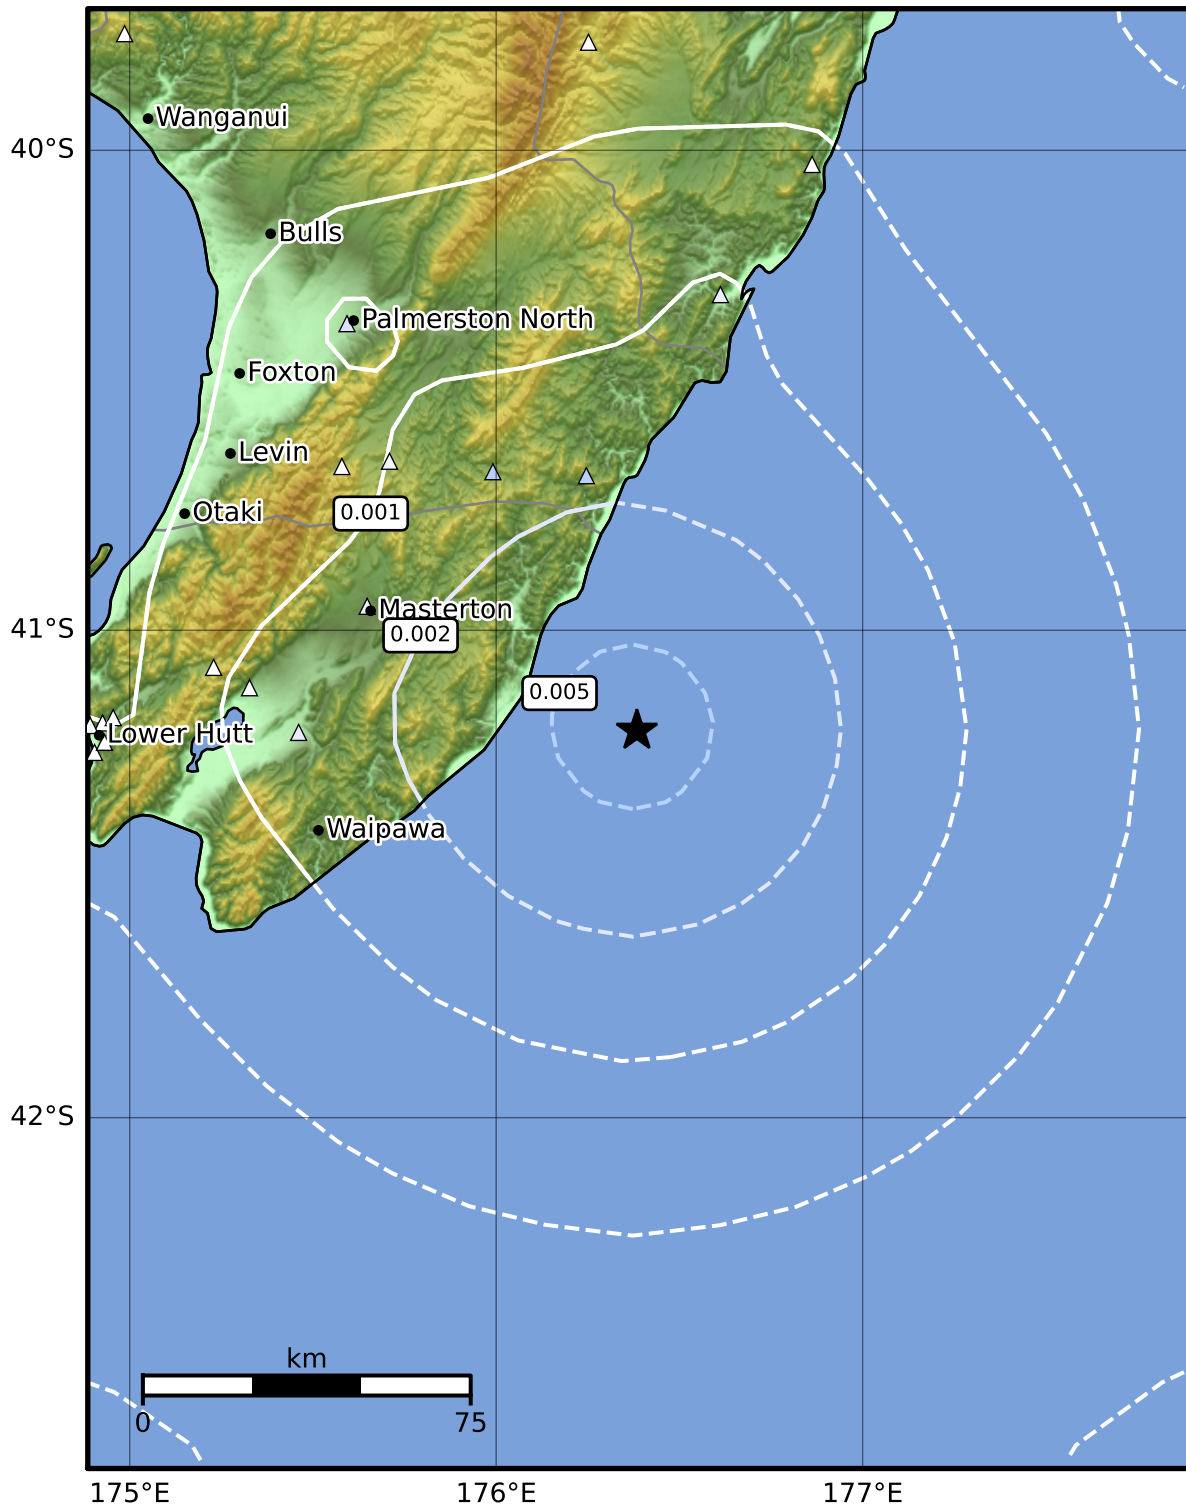 Wanganui
40°S
Bulls
Palmerston North
Foxton
Levin
Otaki
0.001
Masterton
41°S
0.002
0.005
Lower Hutt
Waipawa
42°S
km
0
75
175°E
176°E
177°E